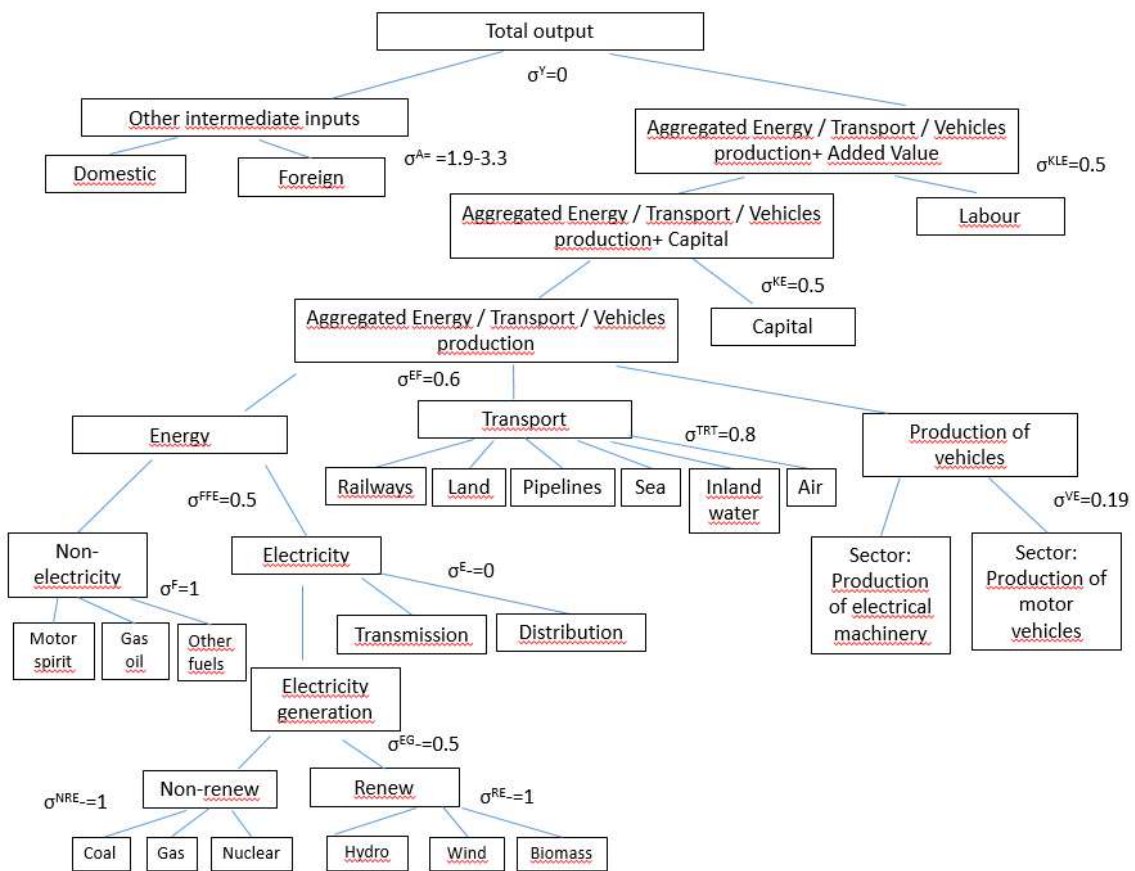 Total output
σY=0
Other intermediate inputs
Aggregated Energy / Transport / Vehicles
production+ Added Value
σA= =1.9-3.3
σKLE=0.5
Domestic
Foreign
Labour
Aggregated Energy / Transport / Vehicles
production+ Capital
σKE=0.5
Capital
Aggregated Energy / Transport / Vehicles
production
σEF=0.6
Energy
Transport
σTRT=0.8
Production of
vehicles
Railways
Land
Pipelines
Sea
Inland
water
Air
σFFE=0.5
σVE=0.19
Non-
electricity
σF=1
Electricity
σE-=0
Sector:
Production
of electrical
machinery
Sector:
Production of
motor
vehicles
Motor
spirit
Gas
oil
Other
fuels
Transmission
Distribution
Electricity
generation
σEG-=0.5
Non-renew
Renew
σNRE-=1
σRE-=1
Coal
Gas
Nuclear
Hydro
Wind
Biomass